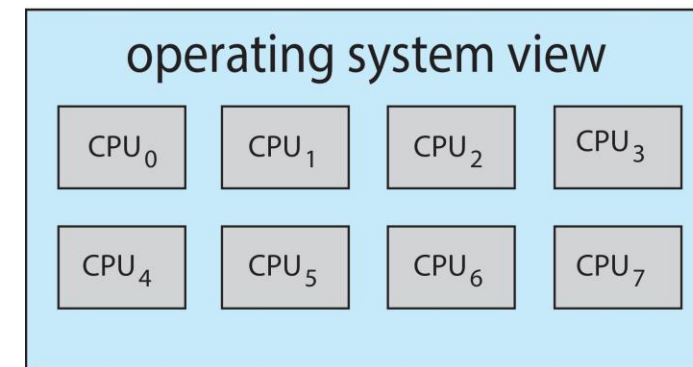 operating system view
CPU₀ CPU₁ CPU₂ CPU₃
CPU₄ CPU₅ CPU₆ CPU₇